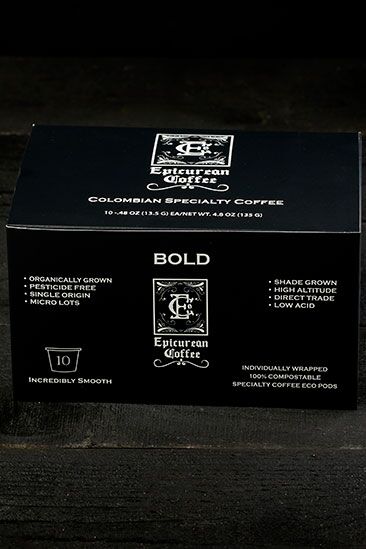 Epicurean
Coffee
COLOMBIAN SPECIALTY COFFEE
10 -.48 OZ (13.5 G) EA/NET WT. 4.8 OZ (135 G)
BOLD
• ORGANICALLY GROWN
• PESTICIDE FREE
• SINGLE ORIGIN
• MICRO LOTS
• SHADE GROWN
• HIGH ALTITUDE
• DIRECT TRADE
• LOW ACID
Epicurean
Coffee
10
INCREDIBLY SMOOTH
INDIVIDUALLY WRAPPED
100% COMPOSTABLE
SPECIALTY COFFEE ECO PODS